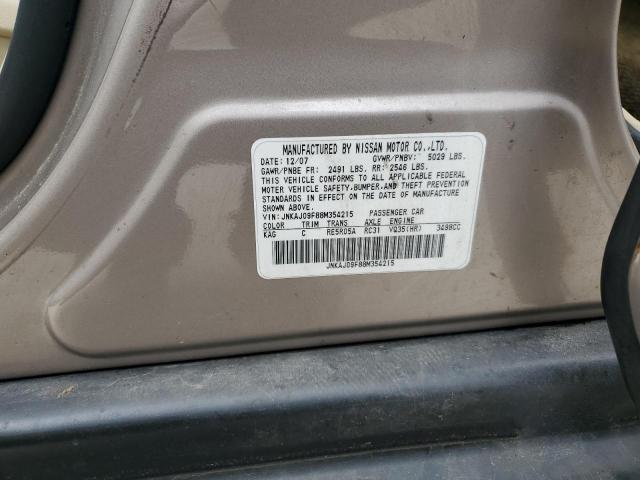 MANUFACTURED BY NISSAN MOTOR CO.,LTD.
DATE: 12/07 GVWR/PNBV: 5029 LBS.
GAWR/PNBE FR: 2491 LBS. RR: 2546 LBS.
THIS VEHICLE CONFORMS TO ALL APPLICABLE FEDERAL
MOTOR VEHICLE SAFETY,BUMPER,AND THEFT PREVENTION
STANDARDS IN EFFECT ON THE DATE OF MANUFACTURE
SHOWN ABOVE.
VIN: JNKAJ09F88M354215 PASSENGER CAR
COLOR TRIM TRANS AXLE ENGINE
KAG C RE5R05A RC31 VQ35(HR) 3498CC
JNKAJ09F88M354215